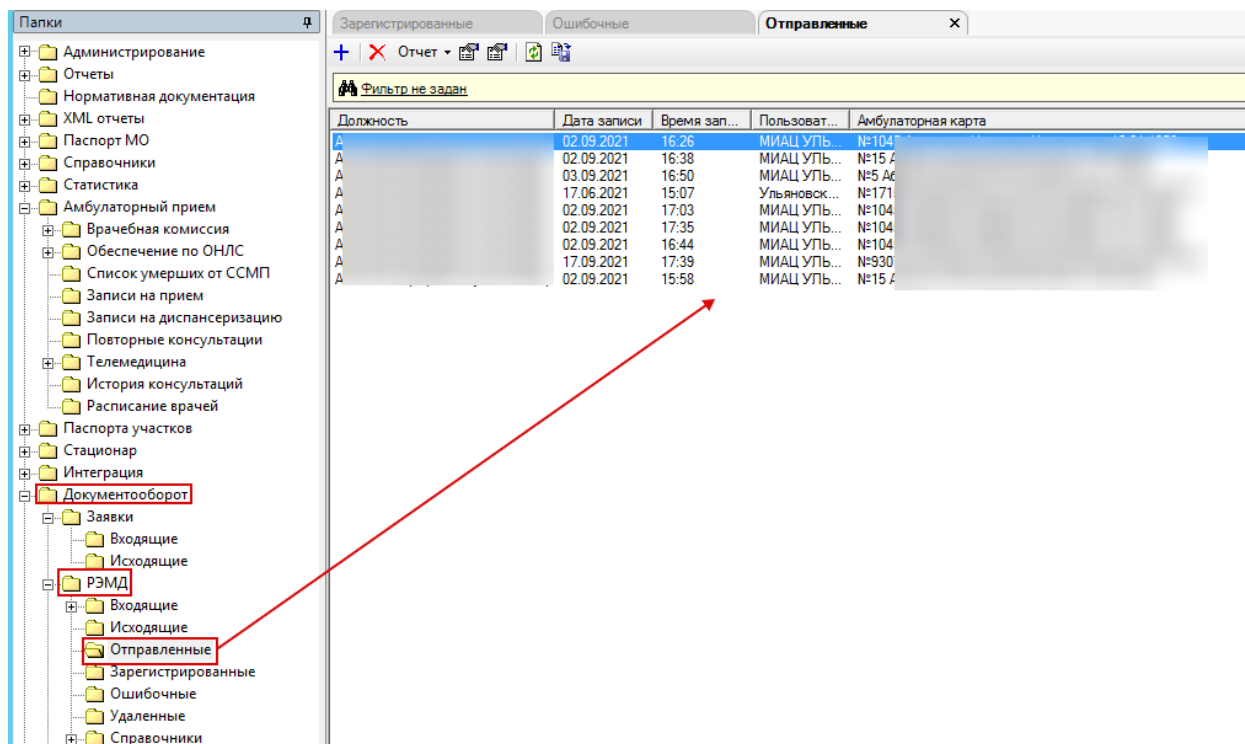 Папки
Администрирование
Отчеты
Нормативная документация
XML отчеты
Паспорт МО
Справочники
Статистика
Амбулаторный прием
Врачебная комиссия
Обеспечение по ОНЛС
Список умерших от ССМП
Записи на прием
Записи на диспансеризацию
Повторные консультации
Телемедицина
История консультаций
Расписание врачей
Паспорта участков
Стационар
Интеграция
Документооборот
Заявки
Входящие
Исходящие
РЭМД
Входящие
Исходящие
Отправленные
Зарегистрированные
Ошибочные
Удаленные
Справочники
Зарегистрированные Ошибочные Отправленные
Отчет
Фильтр не задан
Должность Дата записи Время зап... Пользоват... Амбулаторная карта
02.09.2021 16:26 МИАЦ УЛЬ... №104
02.09.2021 16:38 МИАЦ УЛЬ... №15
03.09.2021 16:50 МИАЦ УЛЬ... №5
17.06.2021 15:07 Ульяновск... №171
02.09.2021 17:03 МИАЦ УЛЬ... №104
02.09.2021 17:35 МИАЦ УЛЬ... №104
02.09.2021 16:44 МИАЦ УЛЬ... №104
17.09.2021 17:39 МИАЦ УЛЬ... №930
02.09.2021 15:58 МИАЦ УЛЬ... №15